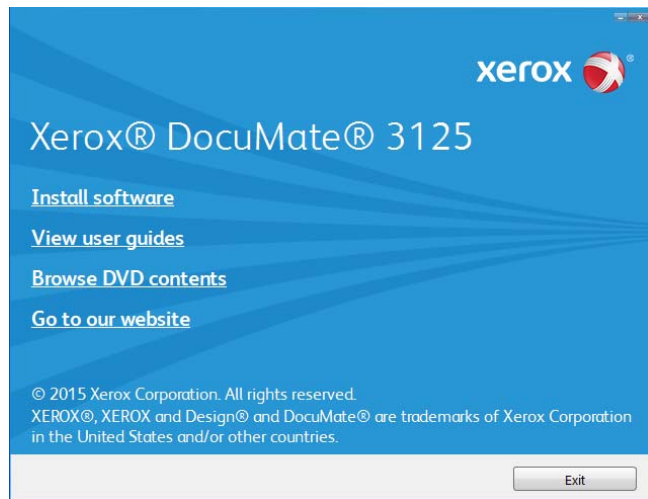 xerox®
Xerox® DocuMate® 3125
Install software
View user guides
Browse DVD contents
Go to our website
© 2015 Xerox Corporation. All rights reserved.
XEROX®, XEROX and Design® and DocuMate® are trademarks of Xerox Corporation
in the United States and/or other countries.
Exit